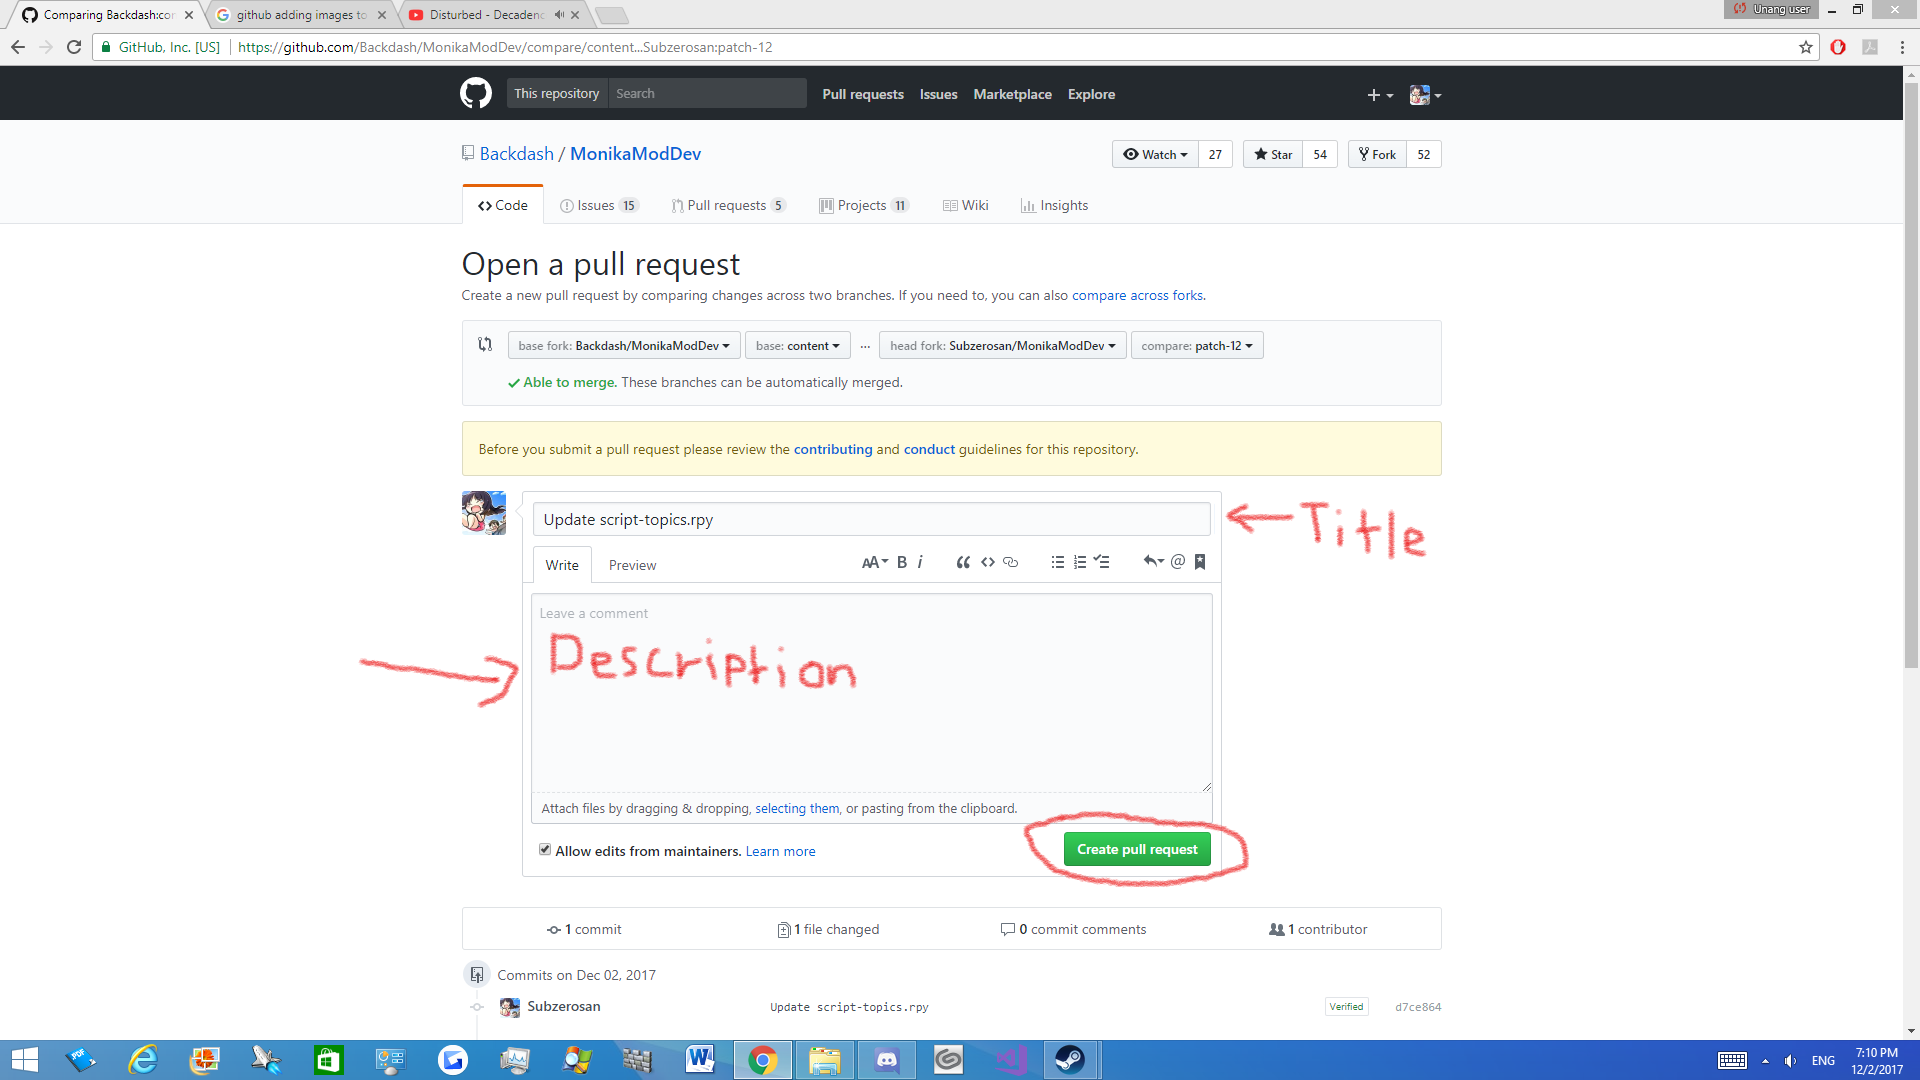 Comparing Backdash:cor
github adding images to
Disturbed - Decadenc
Unang user
GitHub, Inc. [US]
https://github.com/Backdash/MonikaModDev/compare/content...Subzerosan:patch-12
This repository
Search
Pull requests
Issues
Marketplace
Explore
Backdash / MonikaModDev
Watch 27
Star 54
Fork 52
Code
Issues 15
Pull requests 5
Projects 11
Wiki
Insights
Open a pull request
Create a new pull request by comparing changes across two branches. If you need to, you can also compare across forks.
base fork: Backdash/MonikaModDev
base: content
...
head fork: Subzerosan/MonikaModDev
compare: patch-12
Able to merge. These branches can be automatically merged.
Before you submit a pull request please review the contributing and conduct guidelines for this repository.
Update script-topics.rpy
Title
Write
Preview
AA B i
Leave a comment
Description
Attach files by dragging & dropping, selecting them, or pasting from the clipboard.
Allow edits from maintainers. Learn more
Create pull request
1 commit
1 file changed
0 commit comments
1 contributor
Commits on Dec 02, 2017
Subzerosan
Update script-topics.rpy
Verified
d7ce864
ENG
7:10 PM
12/2/2017